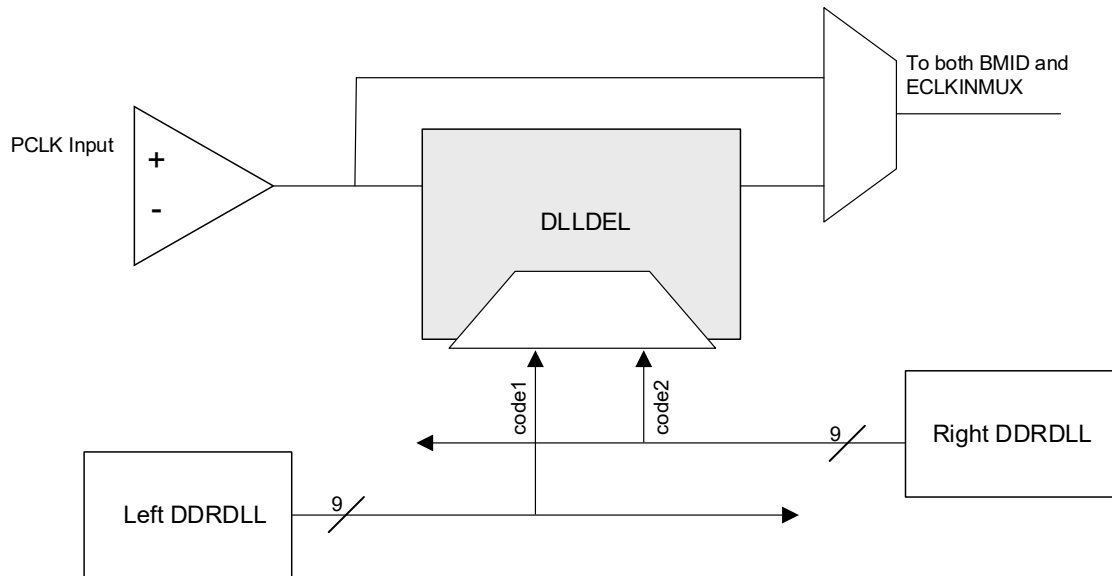 To both BMID and
ECLKINMUX
PCLK Input
+
-
DLLDEL
code1
code2
9
Right DDRDLL
9
Left DDRDLL